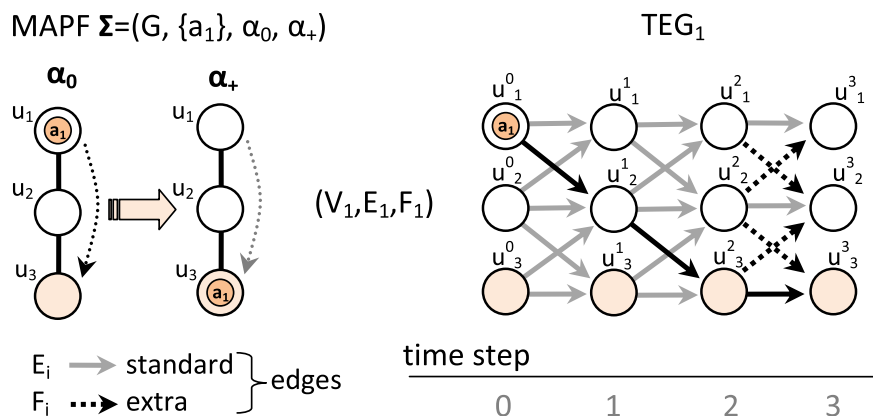 MAPF Σ=(G, {a₁}, α₀, α₊)
TEG₁
α₀
α₊
u₁
a₁
u₂
u₃
u₁
u₂
u₃
a₁
(V₁,E₁,F₁)
u⁰₁ u¹₁ u²₁ u³₁
a₁
u⁰₂ u¹₂ u²₂ u³₂
u⁰₃ u¹₃ u²₃ u³₃
Eᵢ standard
Fᵢ extra
edges
time step
0 1 2 3